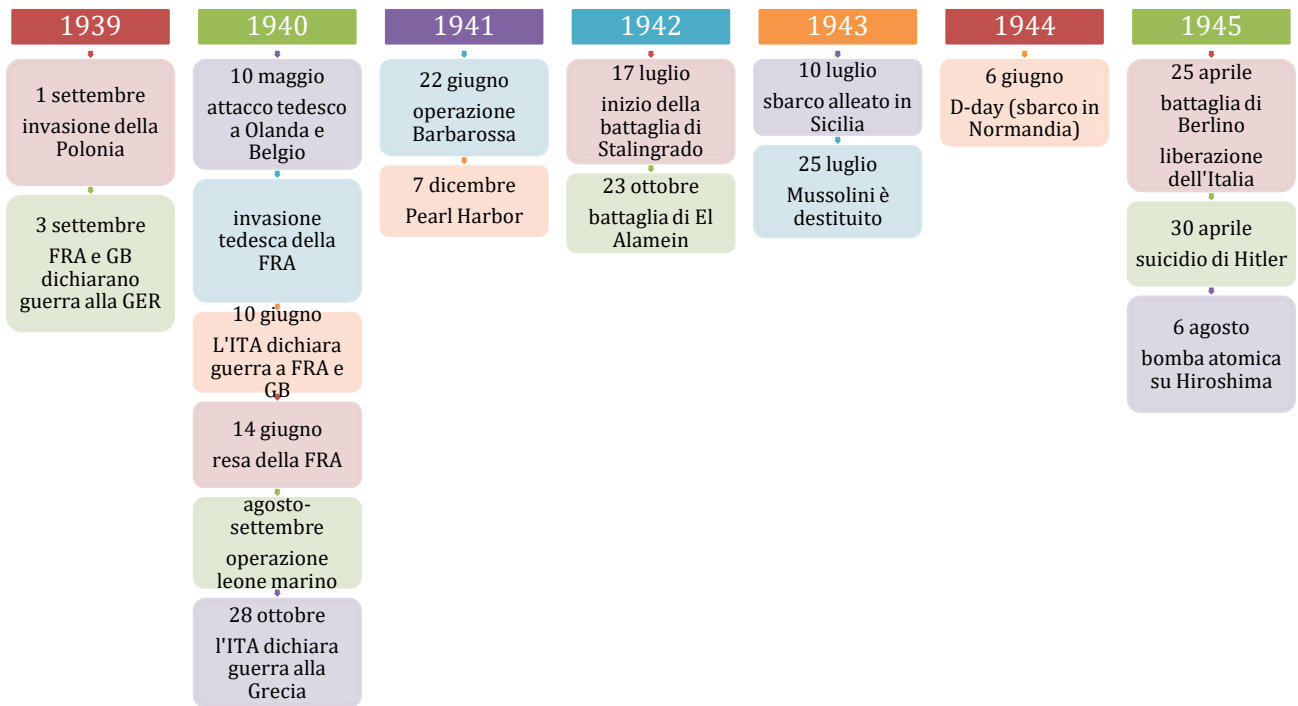 1939
1 settembre
invasione della
Polonia
3 settembre
FRA e GB
dichiarano
guerra alla GER
1940
10 maggio
attacco tedesco
a Olanda e
Belgio
invasione
tedesca della
FRA
10 giugno
L'ITA dichiara
guerra a FRA e
GB
14 giugno
resa della FRA
agosto-
settembre
operazione
leone marino
28 ottobre
l'ITA dichiara
guerra alla
Grecia
1941
22 giugno
operazione
Barbarossa
7 dicembre
Pearl Harbor
1942
17 luglio
inizio della
battaglia di
Stalingrado
23 ottobre
battaglia di El
Alamein
1943
10 luglio
sbarco alleato in
Sicilia
25 luglio
Mussolini è
destituito
1944
6 giugno
D-day (sbarco in
Normandia)
1945
25 aprile
battaglia di
Berlino
liberazione
dell'Italia
30 aprile
suicidio di Hitler
6 agosto
bomba atomica
su Hiroshima